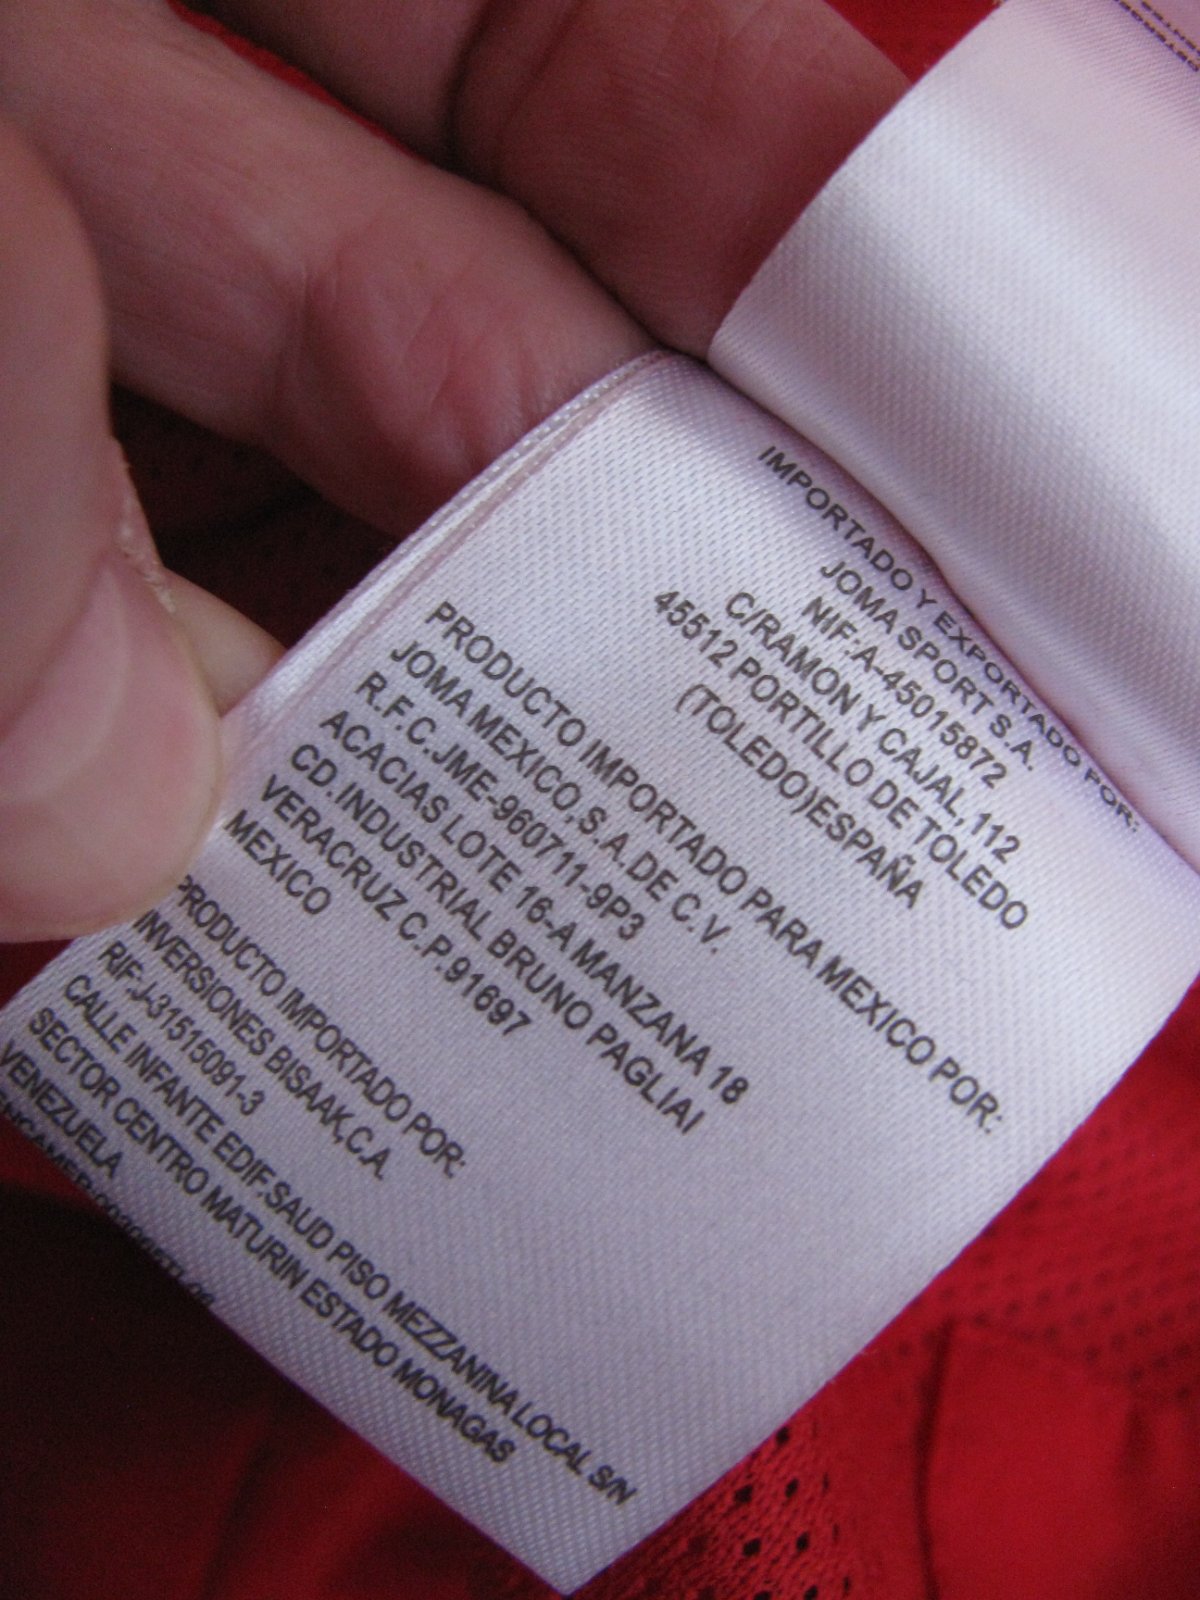 IMPORTADO Y EXPORTADO POR:
JOMA SPORT S.A.
NIF:A-45015872
C/RAMON Y CAJAL,112
45512 PORTILLO DE TOLEDO
(TOLEDO)ESPAÑA
PRODUCTO IMPORTADO PARA MEXICO POR:
JOMA MEXICO,S.A.DE C.V.
R.F.C.JME-960711-9P3
ACACIAS LOTE 16-A MANZANA 18
CD.INDUSTRIAL BRUNO PAGLIAI
VERACRUZ C.P.91697
MEXICO
PRODUCTO IMPORTADO POR:
INVERSIONES BISAAK,C.A.
RIF:J-31515091-3
CALLE INFANTE EDIF.SAUD PISO MEZZANINA LOCAL S/N
SECTOR CENTRO MATURIN ESTADO MONAGAS
VENEZUELA